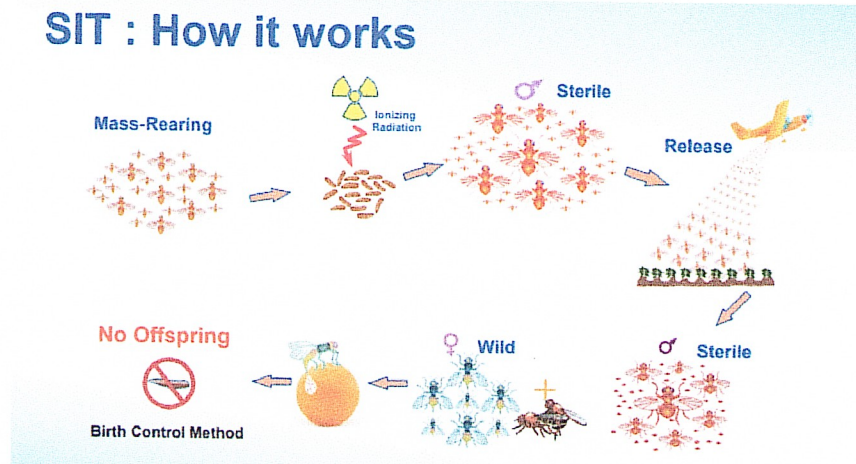 SIT : How it works
Mass-Rearing
Ionizing
Radiation
Sterile
Release
No Offspring
Birth Control Method
Wild
Sterile